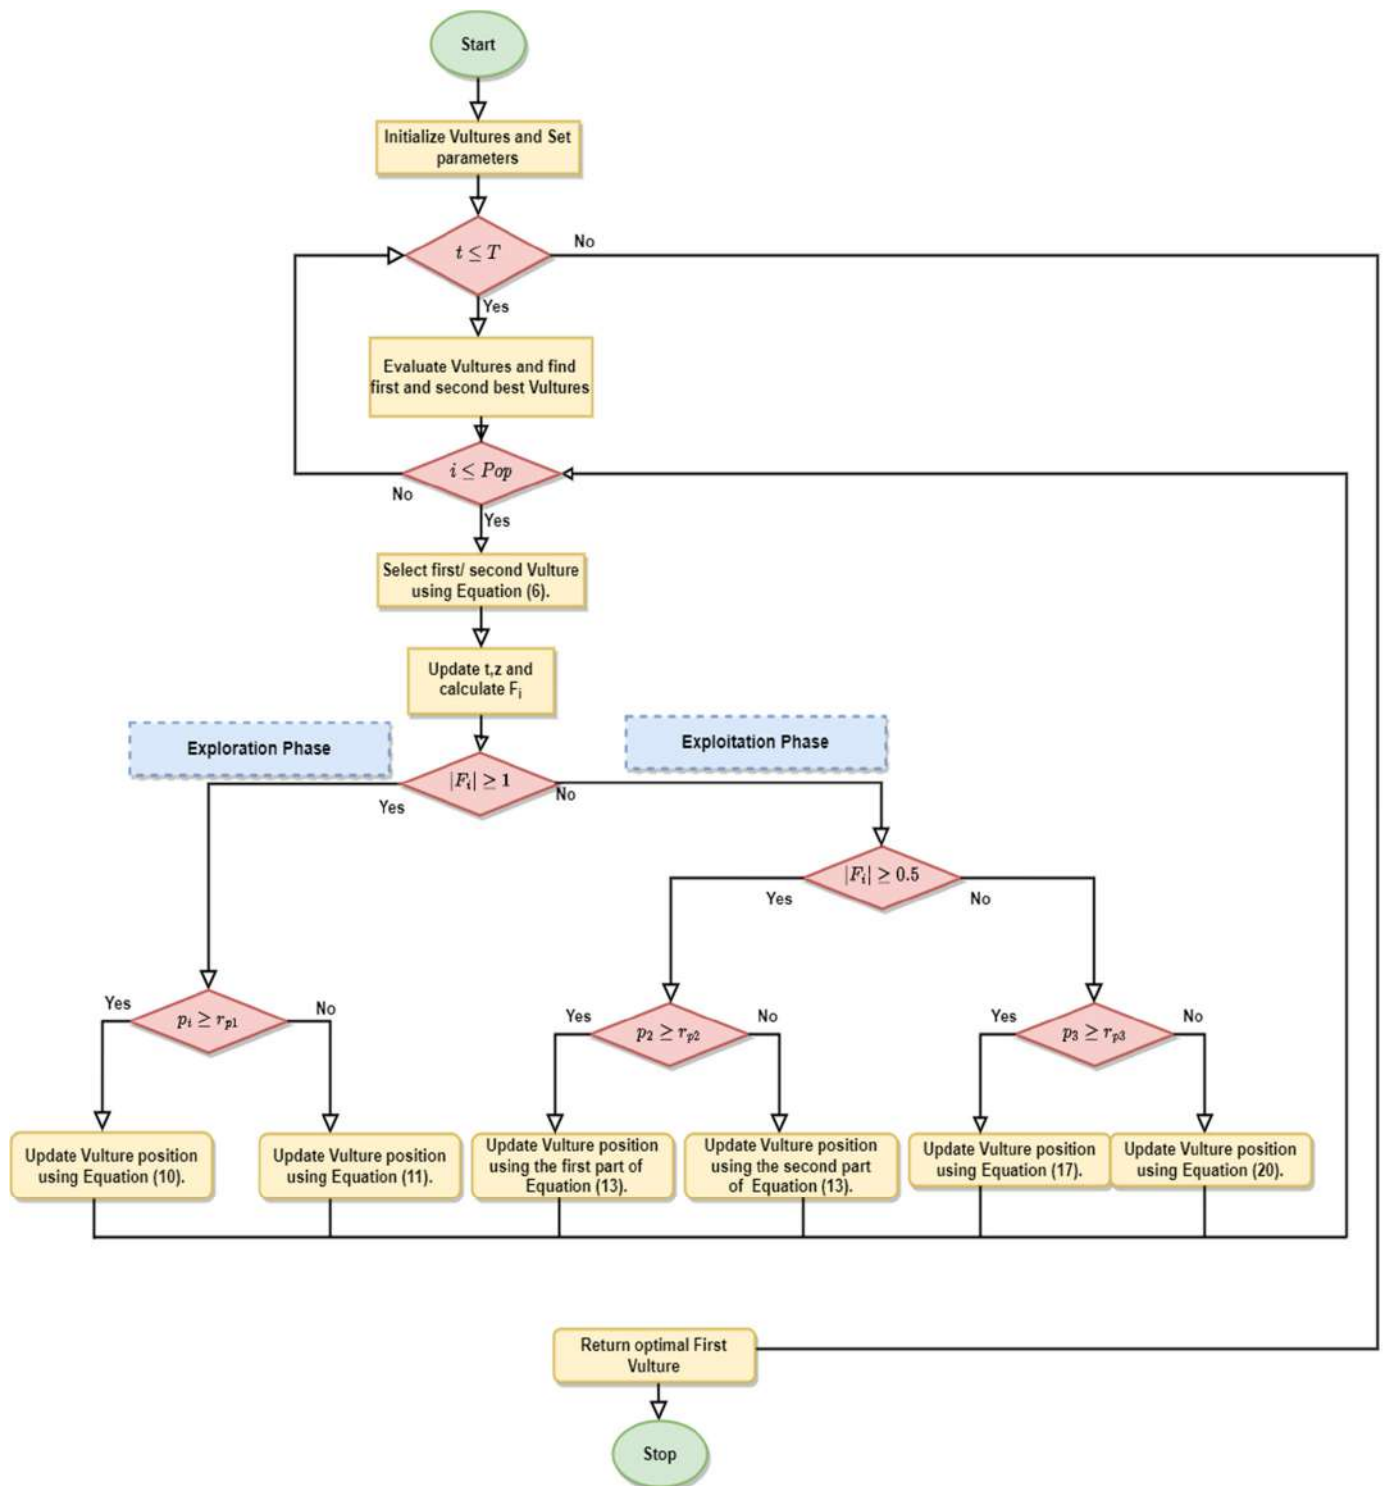 Start
Initialize Vultures and Set
parameters
t ≤ T
No
Yes
Evaluate Vultures and find
first and second best Vultures
i ≤ Pop
No
Yes
Select first/ second Vulture
using Equation (6).
Update t,z and
calculate Fi
Exploration Phase
Exploitation Phase
|Fi| ≥ 1
Yes
No
|Fi| ≥ 0.5
Yes
No
Yes
pi ≥ rp1
No
Yes
p2 ≥ rp2
No
Yes
p3 ≥ rp3
No
Update Vulture position
using Equation (10).
Update Vulture position
using Equation (11).
Update Vulture position
using the first part of
Equation (13).
Update Vulture position
using the second part
of Equation (13).
Update Vulture position
using Equation (17).
Update Vulture position
using Equation (20).
Return optimal First
Vulture
Stop